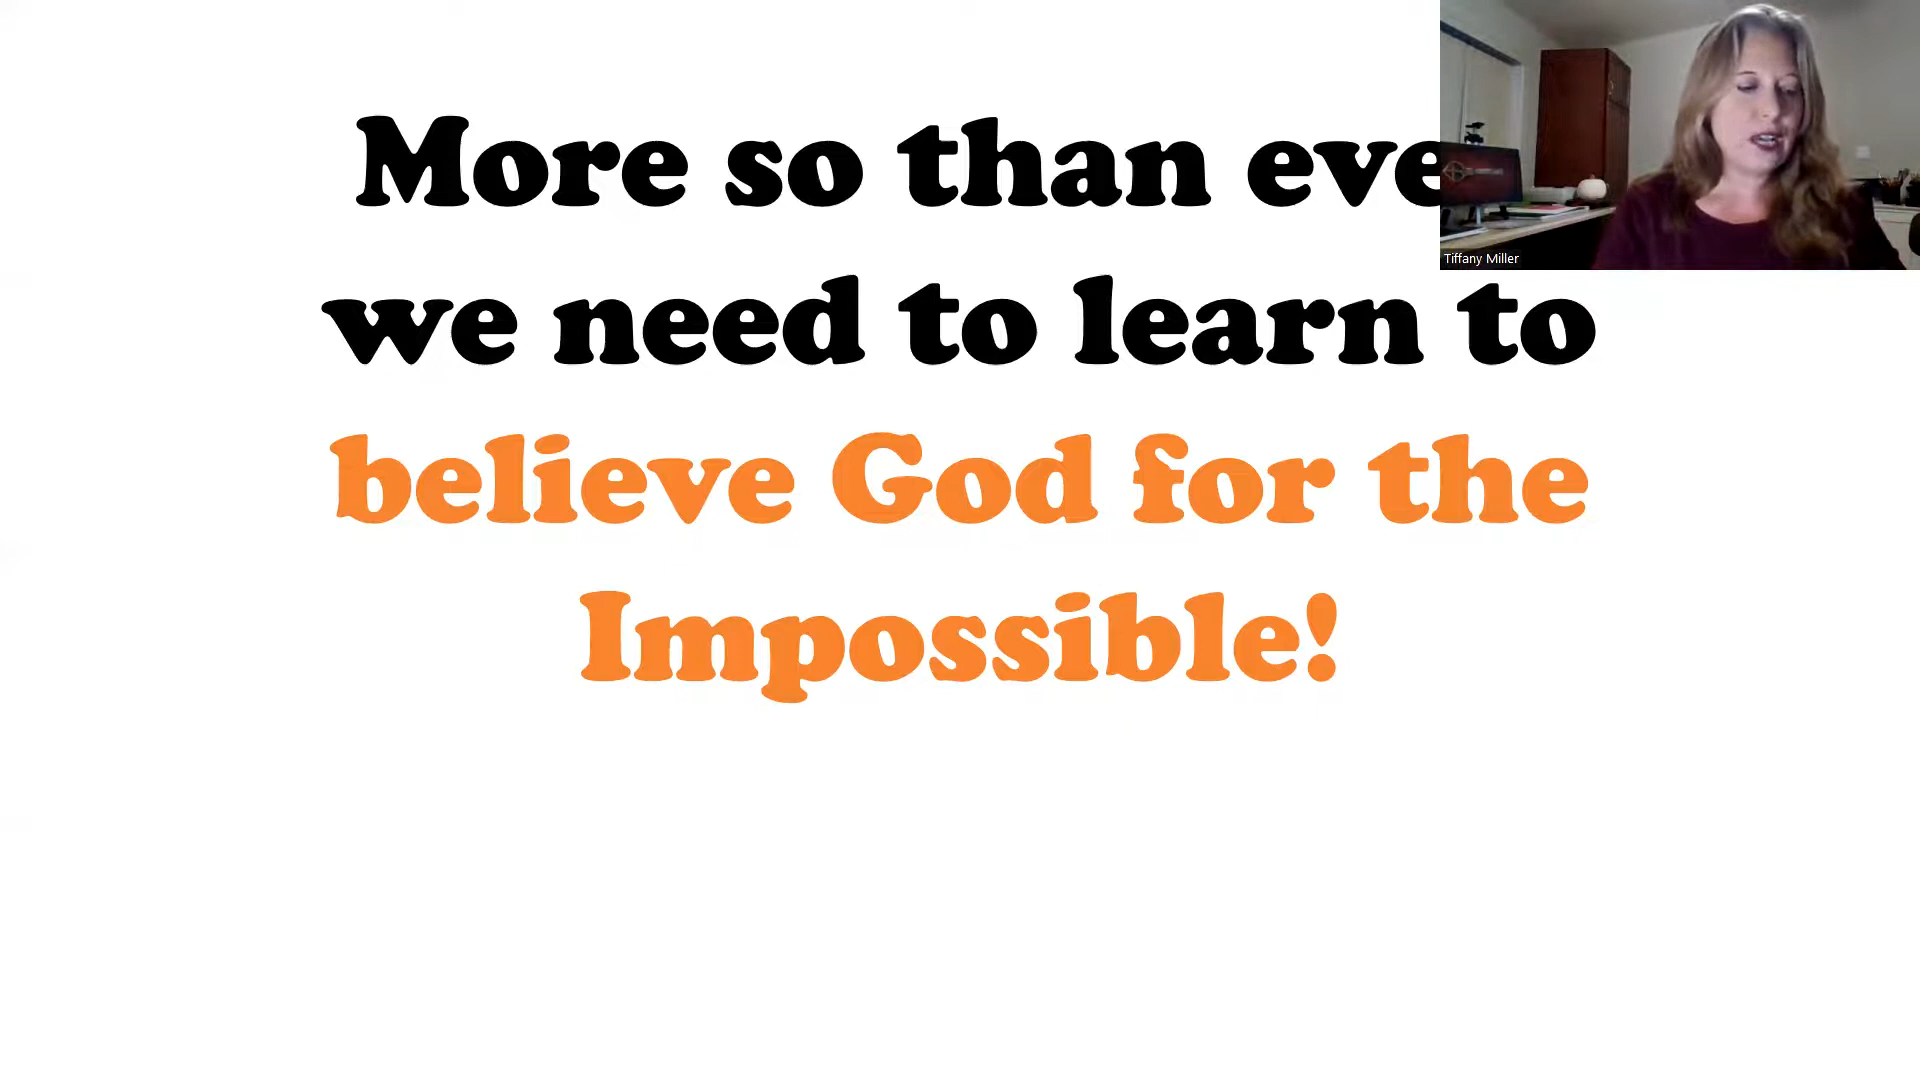 More so than eve
we need to learn to
believe God for the
Impossible!
Tiffany Miller